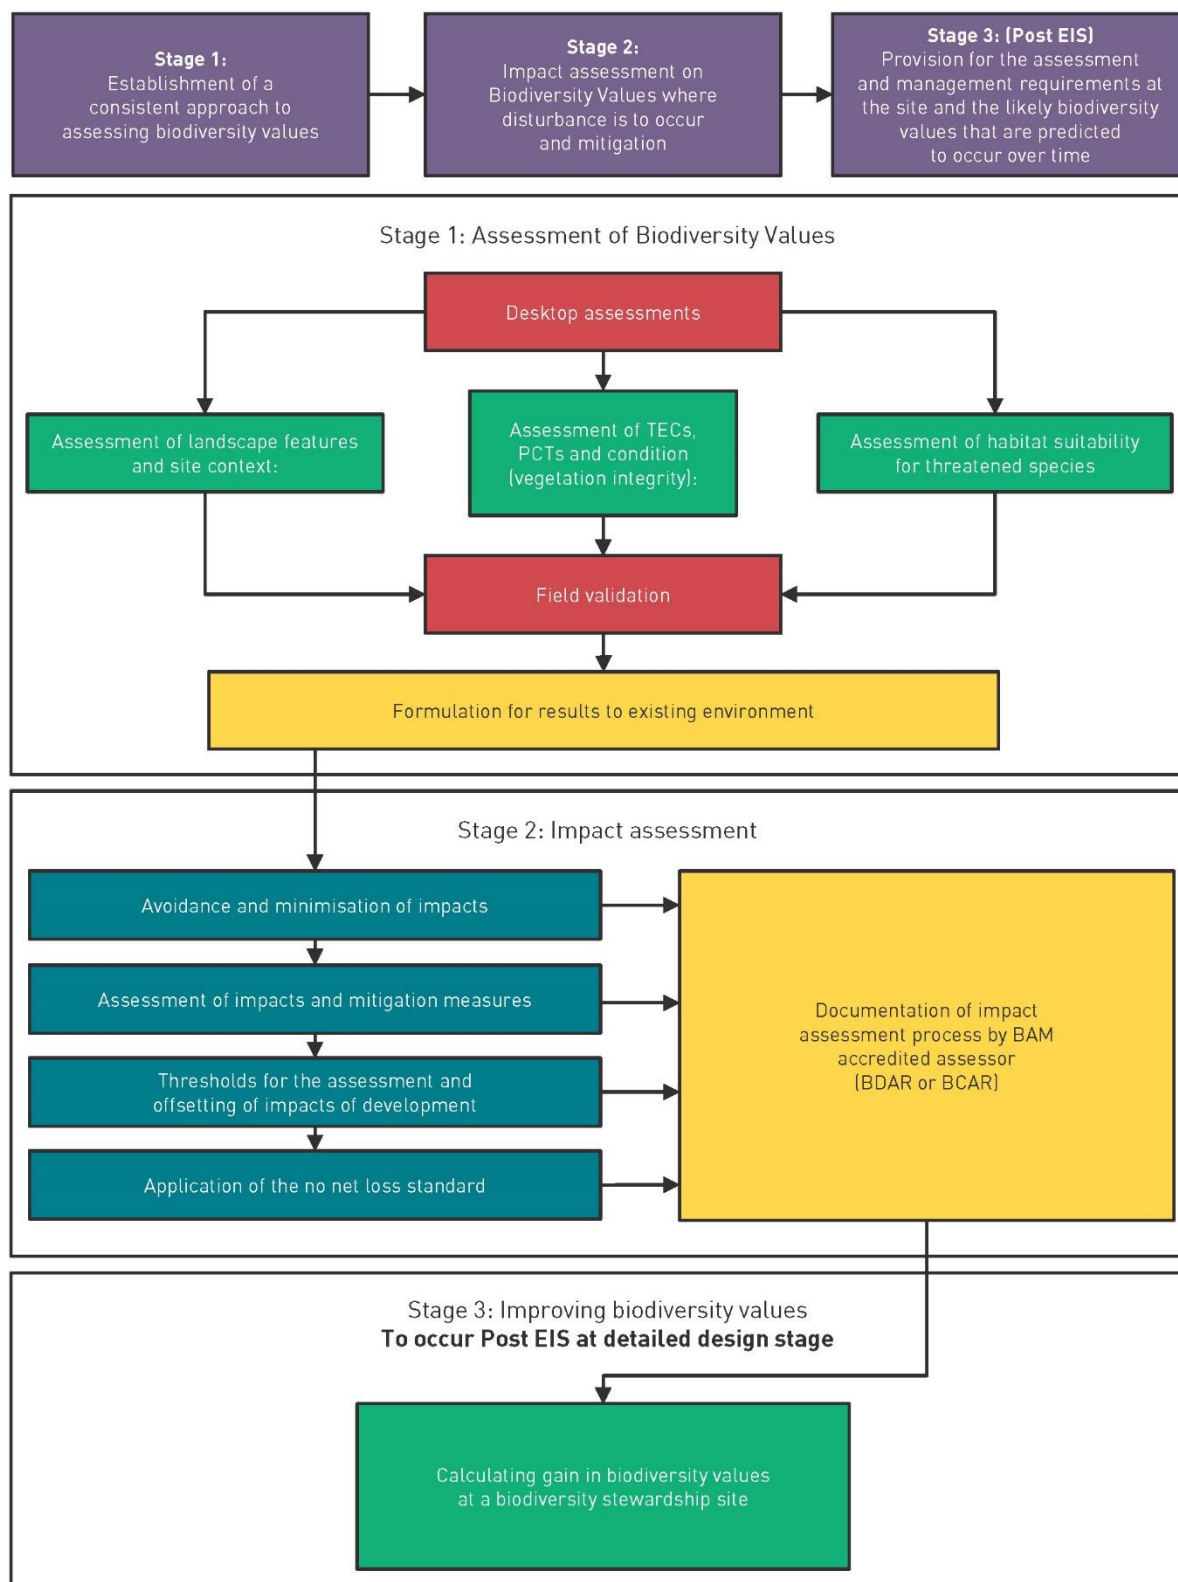 Stage 1:
Establishment of a
consistent approach to
assessing biodiversity values
Stage 2:
Impact assessment on
Biodiversity Values where
disturbance is to occur
and mitigation
Stage 3: (Post EIS)
Provision for the assessment
and management requirements at
the site and the likely biodiversity
values that are predicted
to occur over time
Stage 1: Assessment of Biodiversity Values
Desktop assessments
Assessment of landscape features
and site context:
Assessment of TECs,
PCTs and condition
(vegetation integrity):
Assessment of habitat suitability
for threatened species
Field validation
Formulation for results to existing environment
Stage 2: Impact assessment
Avoidance and minimisation of impacts
Assessment of impacts and mitigation measures
Thresholds for the assessment and
offsetting of impacts of development
Application of the no net loss standard
Documentation of impact
assessment process by BAM
accredited assessor
(BDAR or BCAR)
Stage 3: Improving biodiversity values
To occur Post EIS at detailed design stage
Calculating gain in biodiversity values
at a biodiversity stewardship site